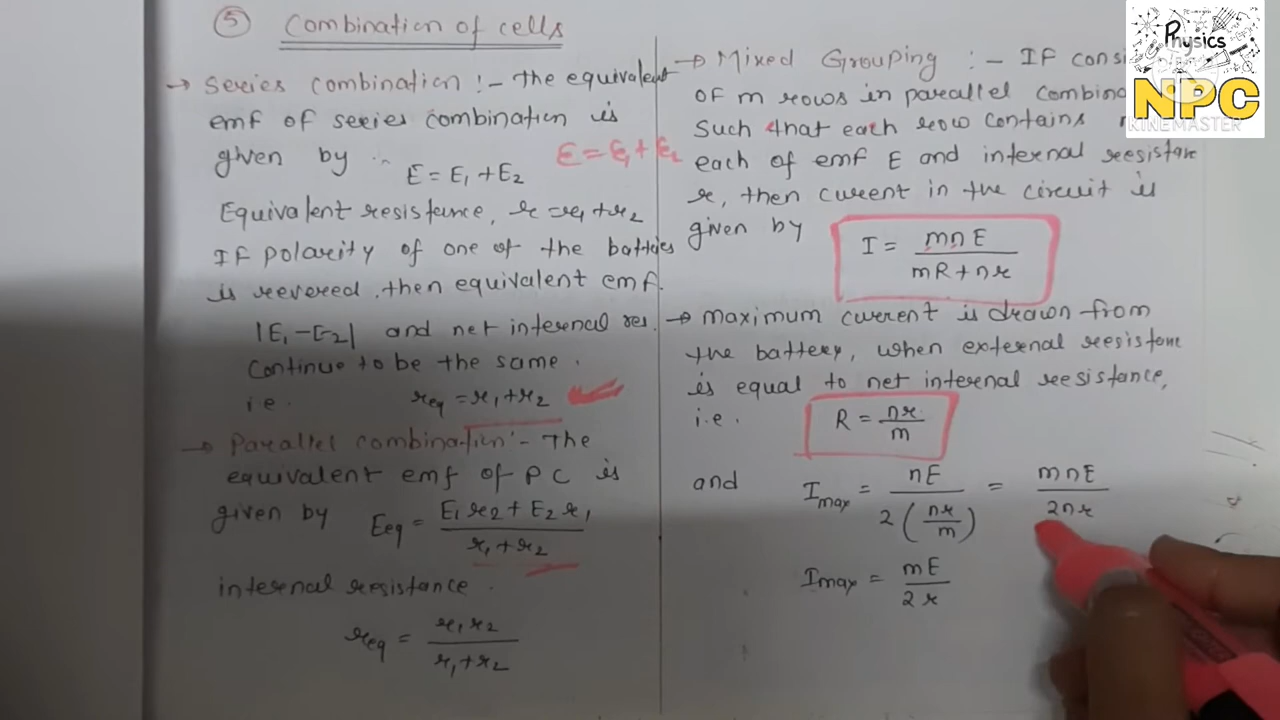 ⑤ Combination of cells
→ Series combination :- The equivalent
emf of series combination is
given by
E = E₁ + E₂
E = E₁ + E₂
Equivalent resistance, r = r₁ + r₂
IF polarity of one of the batteries
is revered, then equivalent emf.
|E₁ - E₂| and net internal res.
Continue to be the same.
i.e. req = r₁ + r₂
→ Parallel combination :- The
equivalent emf of PC is
given by Eeq = E₁r₂ + E₂r₁ / r₁ + r₂
internal resistance.
req = r₁r₂ / r₁ + r₂
→ Mixed Grouping :- IF
of m rows in parallel
Such that each row contains
each of emf E and internal
r, then current in the circuit is
given by
I = mnE / mR + nr
→ maximum current is drawn from
the battery, when external
is equal to net internal resistance,
i.e. R = nr / m
and Imax = nE / 2(nr/m) = mnE / 2nr
Imax = mE / 2r
Physics
NPC
KINEMASTER